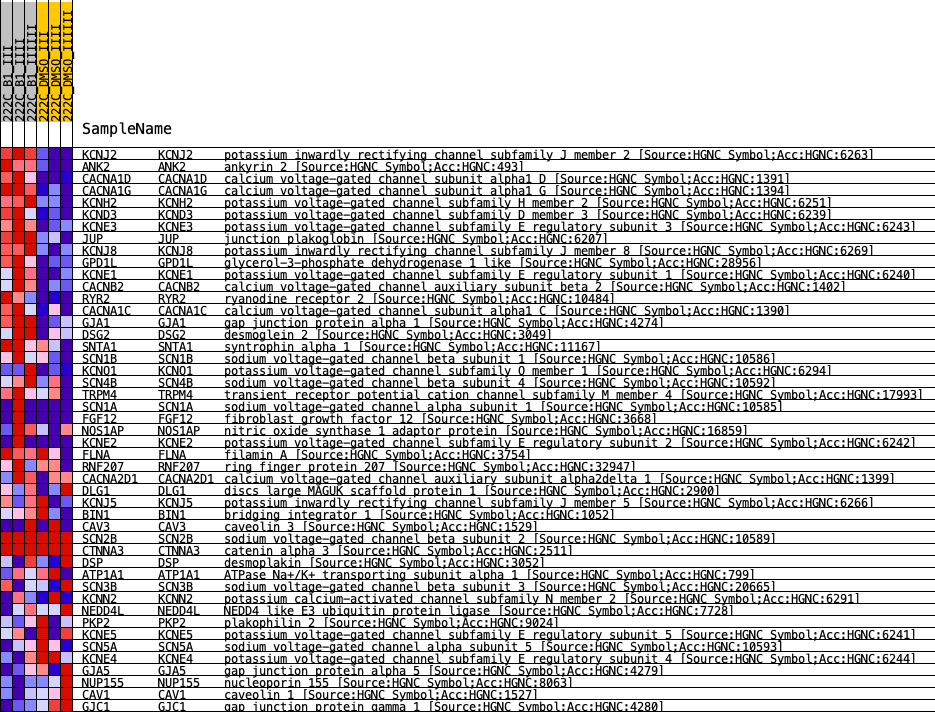 222C_B1_III
222C_B1_IIII
222C_B1_IIIIII
222C_DMSO_III
222C_DMSO_IIII
222C_DMSO_IIIIII
SampleName
KCNJ2 KCNJ2 potassium inwardly rectifying channel subfamily J member 2 [Source:HGNC Symbol;Acc:HGNC:6263]
ANK2 ANK2 ankyrin 2 [Source:HGNC Symbol;Acc:HGNC:493]
CACNA1D CACNA1D calcium voltage-gated channel subunit alpha1 D [Source:HGNC Symbol;Acc:HGNC:1391]
CACNA1G CACNA1G calcium voltage-gated channel subunit alpha1 G [Source:HGNC Symbol;Acc:HGNC:1394]
KCNH2 KCNH2 potassium voltage-gated channel subfamily H member 2 [Source:HGNC Symbol;Acc:HGNC:6251]
KCND3 KCND3 potassium voltage-gated channel subfamily D member 3 [Source:HGNC Symbol;Acc:HGNC:6239]
KCNE3 KCNE3 potassium voltage-gated channel subfamily E regulatory subunit 3 [Source:HGNC Symbol;Acc:HGNC:6243]
JUP JUP junction plakoglobin [Source:HGNC Symbol;Acc:HGNC:6207]
KCNJ8 KCNJ8 potassium inwardly rectifying channel subfamily J member 8 [Source:HGNC Symbol;Acc:HGNC:6269]
GPD1L GPD1L glycerol-3-phosphate dehydrogenase 1 like [Source:HGNC Symbol;Acc:HGNC:28956]
KCNE1 KCNE1 potassium voltage-gated channel subfamily E regulatory subunit 1 [Source:HGNC Symbol;Acc:HGNC:6240]
CACNB2 CACNB2 calcium voltage-gated channel auxiliary subunit beta 2 [Source:HGNC Symbol;Acc:HGNC:1402]
RYR2 RYR2 ryanodine receptor 2 [Source:HGNC Symbol;Acc:HGNC:10484]
CACNA1C CACNA1C calcium voltage-gated channel subunit alpha1 C [Source:HGNC Symbol;Acc:HGNC:1390]
GJA1 GJA1 gap junction protein alpha 1 [Source:HGNC Symbol;Acc:HGNC:4274]
DSG2 DSG2 desmoglein 2 [Source:HGNC Symbol;Acc:HGNC:3049]
SNTA1 SNTA1 syntrophin alpha 1 [Source:HGNC Symbol;Acc:HGNC:11167]
SCN1B SCN1B sodium voltage-gated channel beta subunit 1 [Source:HGNC Symbol;Acc:HGNC:10586]
KCNQ1 KCNQ1 potassium voltage-gated channel subfamily Q member 1 [Source:HGNC Symbol;Acc:HGNC:6294]
SCN4B SCN4B sodium voltage-gated channel beta subunit 4 [Source:HGNC Symbol;Acc:HGNC:10592]
TRPM4 TRPM4 transient receptor potential cation channel subfamily M member 4 [Source:HGNC Symbol;Acc:HGNC:17993]
SCN1A SCN1A sodium voltage-gated channel alpha subunit 1 [Source:HGNC Symbol;Acc:HGNC:10585]
FGF12 FGF12 fibroblast growth factor 12 [Source:HGNC Symbol;Acc:HGNC:3668]
NOS1AP NOS1AP nitric oxide synthase 1 adaptor protein [Source:HGNC Symbol;Acc:HGNC:16859]
KCNE2 KCNE2 potassium voltage-gated channel subfamily E regulatory subunit 2 [Source:HGNC Symbol;Acc:HGNC:6242]
FLNA FLNA filamin A [Source:HGNC Symbol;Acc:HGNC:3754]
RNF207 RNF207 ring finger protein 207 [Source:HGNC Symbol;Acc:HGNC:32947]
CACNA2D1 CACNA2D1 calcium voltage-gated channel auxiliary subunit alpha2delta 1 [Source:HGNC Symbol;Acc:HGNC:1399]
DLG1 DLG1 discs large MAGUK scaffold protein 1 [Source:HGNC Symbol;Acc:HGNC:2900]
KCNJ5 KCNJ5 potassium inwardly rectifying channel subfamily J member 5 [Source:HGNC Symbol;Acc:HGNC:6266]
BIN1 BIN1 bridging integrator 1 [Source:HGNC Symbol;Acc:HGNC:1052]
CAV3 CAV3 caveolin 3 [Source:HGNC Symbol;Acc:HGNC:1529]
SCN2B SCN2B sodium voltage-gated channel beta subunit 2 [Source:HGNC Symbol;Acc:HGNC:10589]
CTNNA3 CTNNA3 catenin alpha 3 [Source:HGNC Symbol;Acc:HGNC:2511]
DSP DSP desmoplakin [Source:HGNC Symbol;Acc:HGNC:3052]
ATP1A1 ATP1A1 ATPase Na+/K+ transporting subunit alpha 1 [Source:HGNC Symbol;Acc:HGNC:799]
SCN3B SCN3B sodium voltage-gated channel beta subunit 3 [Source:HGNC Symbol;Acc:HGNC:20665]
KCNN2 KCNN2 potassium calcium-activated channel subfamily N member 2 [Source:HGNC Symbol;Acc:HGNC:6291]
NEDD4L NEDD4L NEDD4 like E3 ubiquitin protein ligase [Source:HGNC Symbol;Acc:HGNC:7728]
PKP2 PKP2 plakophilin 2 [Source:HGNC Symbol;Acc:HGNC:9024]
KCNE5 KCNE5 potassium voltage-gated channel subfamily E regulatory subunit 5 [Source:HGNC Symbol;Acc:HGNC:6241]
SCN5A SCN5A sodium voltage-gated channel alpha subunit 5 [Source:HGNC Symbol;Acc:HGNC:10593]
KCNE4 KCNE4 potassium voltage-gated channel subfamily E regulatory subunit 4 [Source:HGNC Symbol;Acc:HGNC:6244]
GJA5 GJA5 gap junction protein alpha 5 [Source:HGNC Symbol;Acc:HGNC:4279]
NUP155 NUP155 nucleoporin 155 [Source:HGNC Symbol;Acc:HGNC:8063]
CAV1 CAV1 caveolin 1 [Source:HGNC Symbol;Acc:HGNC:1527]
GJC1 GJC1 gap junction protein gamma 1 [Source:HGNC Symbol;Acc:HGNC:4280]